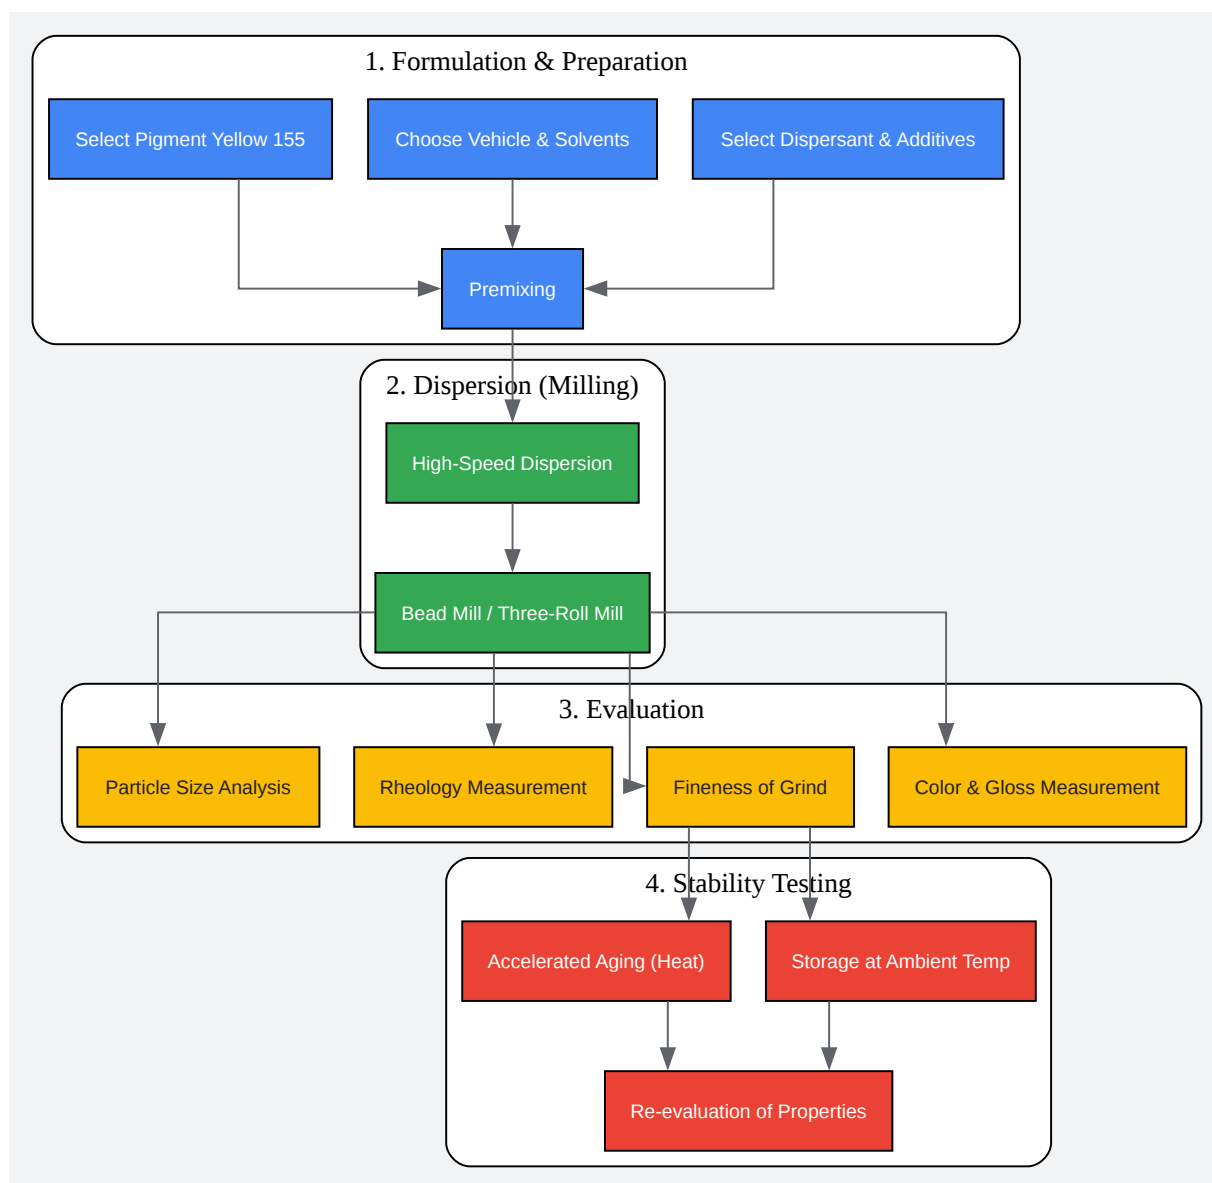 1. Formulation & Preparation
Select Pigment Yellow 155
Choose Vehicle & Solvents
Select Dispersant & Additives
Premixing
2. Dispersion (Milling)
High-Speed Dispersion
Bead Mill / Three-Roll Mill
3. Evaluation
Particle Size Analysis
Rheology Measurement
Fineness of Grind
Color & Gloss Measurement
4. Stability Testing
Accelerated Aging (Heat)
Storage at Ambient Temp
Re-evaluation of Properties